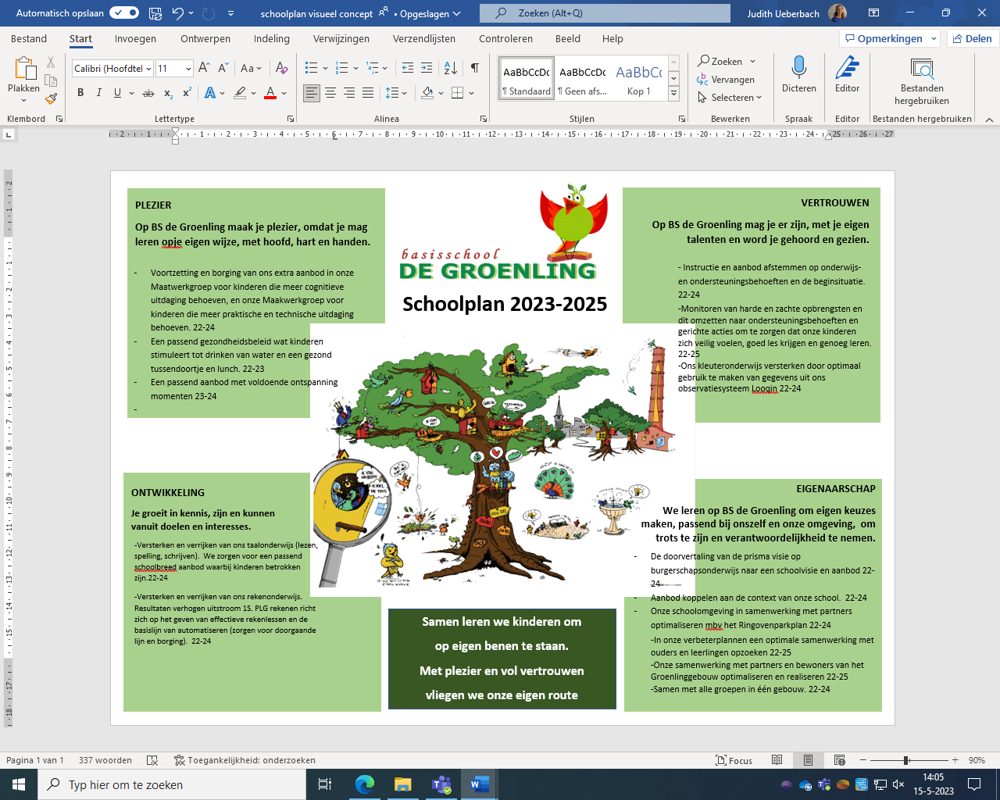 Automatisch opslaan
schoolplan visueel concept
• Opgeslagen
Zoeken (Alt+Q)
Judith Ueberbach
Bestand
Start
Invoegen
Ontwerpen
Indeling
Verwijzingen
Verzendlijsten
Controleren
Beeld
Help
Opmerkingen
Delen
Plakken
Klembord
Calibri (Hoofdtel
11
Lettertype
Alinea
AaBbCcDc
¶ Standaard
AaBbCcDc
¶ Geen afs...
AaBbCc
Kop 1
Stijlen
Zoeken
Vervangen
Selecteren
Bewerken
Dicteren
Spraak
Editor
Editor
Bestanden
hergebruiken
Bestanden hergebruiken
PLEZIER
Op BS de Groenling maak je plezier, omdat je mag
leren opje eigen wijze, met hoofd, hart en handen.
- Voortzetting en borging van ons extra aanbod in onze
Maatwerkgroep voor kinderen die meer cognitieve
uitdaging behoeven, en onze Maakwerkgroep voor
kinderen die meer praktische en technische uitdaging
behoeven. 22-24
- Een passend gezondheidsbeleid wat kinderen
stimuleert tot drinken van water en een gezond
tussendoortje en lunch. 22-23
- Een passend aanbod met voldoende ontspanning
momenten 23-24
-
basisschool
DE GROENLING
Schoolplan 2023-2025
VERTROUWEN
Op BS de Groenling mag je er zijn, met je eigen
talenten en word je gehoord en gezien.
- Instructie en aanbod afstemmen op onderwijs-
en ondersteuningsbehoeften en de beginsituatie.
22-24
-Monitoren van harde en zachte opbrengsten en
dit omzetten naar ondersteuningsbehoeften en
gerichte acties om te zorgen dat onze kinderen
zich veilig voelen, goed les krijgen en genoeg leren.
22-25
-Ons kleuteronderwijs versterken door optimaal
gebruik te maken van gegevens uit ons
observatiesysteem Looqin 22-24
ONTWIKKELING
Je groeit in kennis, zijn en kunnen
vanuit doelen en interesses.
-Versterken en verrijken van ons taalonderwijs (lezen,
spelling, schrijven). We zorgen voor een passend
schoolbreed aanbod waarbij kinderen betrokken
zijn.22-24
-Versterken en verrijken van ons rekenonderwijs.
Resultaten verhogen uitstroom 1S. PLG rekenen richt
zich op het geven van effectieve rekenlessen en de
basislijn van automatiseren (zorgen voor doorgaande
lijn en borging). 22-24
Samen leren we kinderen om
op eigen benen te staan.
Met plezier en vol vertrouwen
vliegen we onze eigen route
EIGENAARSCHAP
We leren op BS de Groenling om eigen keuzes
maken, passend bij onszelf en onze omgeving, om
trots te zijn en verantwoordelijkheid te nemen.
- De doorvertaling van de prisma visie op
burgerschapsonderwijs naar een schoolvisie en aanbod 22-
24
- Aanbod koppelen aan de context van onze school. 22-24
- Onze schoolomgeving in samenwerking met partners
optimaliseren mbv het Ringovenparkplan 22-24
-In onze verbeterplannen een optimale samenwerking met
ouders en leerlingen opzoeken 22-25
-Onze samenwerking met partners en bewoners van het
Groenlinggebouw optimaliseren en realiseren 22-25
-Samen met alle groepen in één gebouw. 22-24
Pagina 1 van 1
337 woorden
Toegankelijkheid: onderzoeken
Focus
90%
Typ hier om te zoeken
14:05
15-5-2023